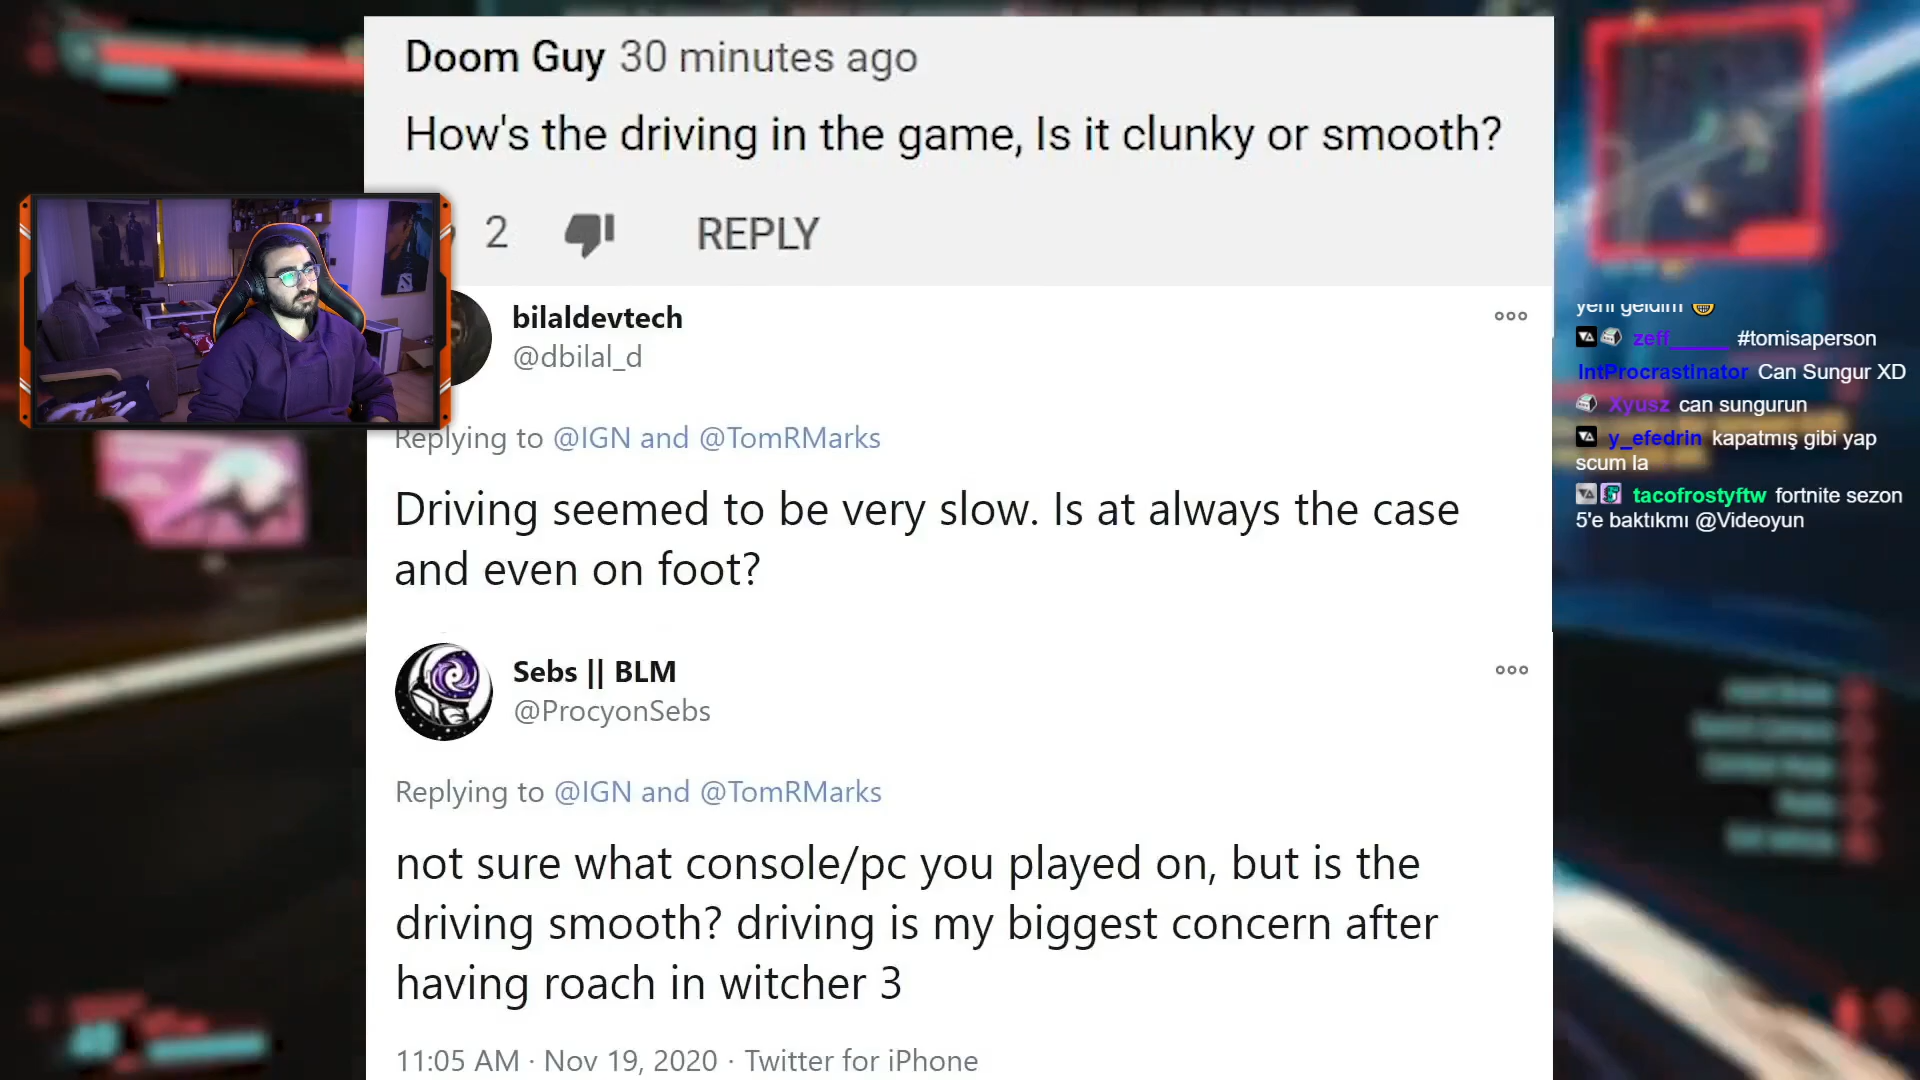 Doom Guy 30 minutes ago
How's the driving in the game, Is it clunky or smooth?
2 REPLY
bilaldevtech
@dbilal_d
Replying to @IGN and @TomRMarks
Driving seemed to be very slow. Is at always the case
and even on foot?
Sebs || BLM
@ProcyonSebs
Replying to @IGN and @TomRMarks
not sure what console/pc you played on, but is the
driving smooth? driving is my biggest concern after
having roach in witcher 3
11:05 AM · Nov 19, 2020 · Twitter for iPhone
yeni geldim
zeff_____ #tomisaperson
IntProcrastinator Can Sungur XD
Xyusz can sungurun
y_efedrin kapatmış gibi yap
scum la
tacofrostyftw fortnite sezon
5'e baktıkmı @Videoyun